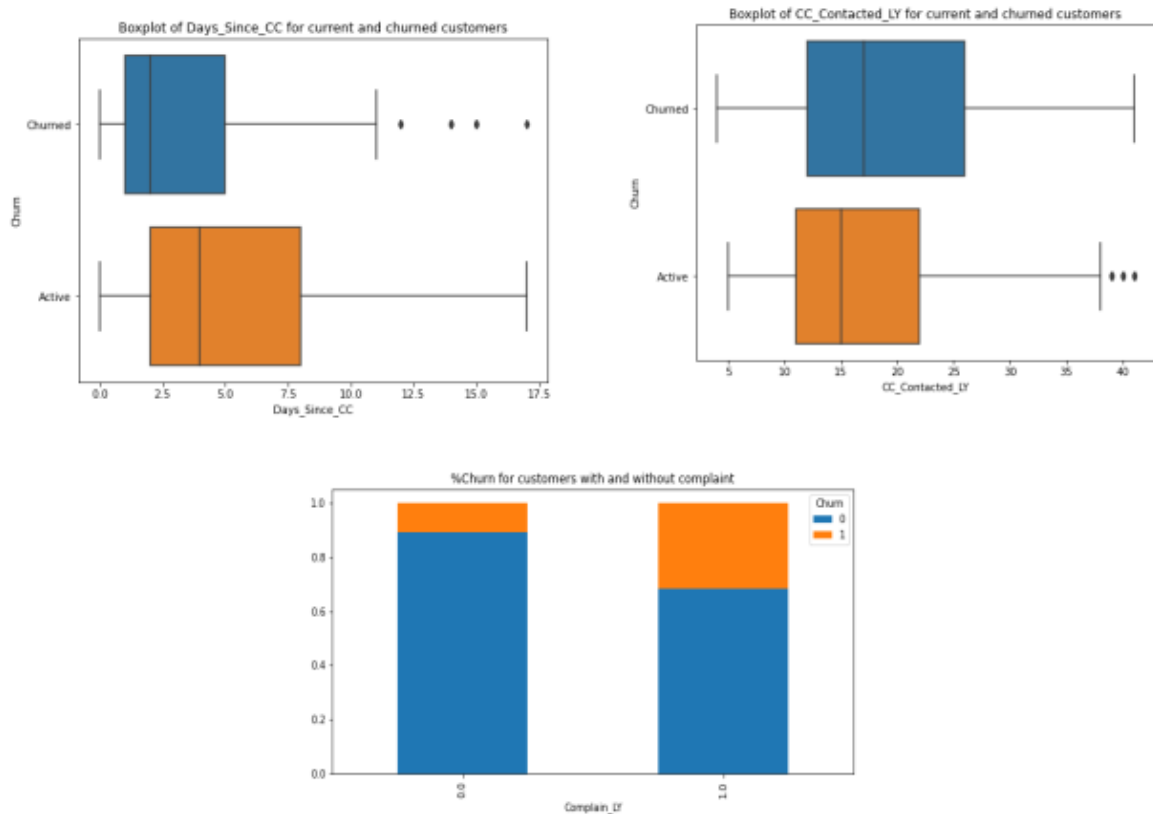 Boxplot of Days_Since_CC for current and churned customers
Churn
Churned
Active
0.0 2.5 5.0 7.5 10.0 12.5 15.0 17.5
Days_Since_CC
Boxplot of CC_Contacted_LY for current and churned customers
Churn
Churned
Active
5 10 15 20 25 30 35 40
CC_Contacted_LY
%Churn for customers with and without complaint
1.0
0.8
0.6
0.4
0.2
0.0
Churn
0
1
0.0 1.0
Complain_LY